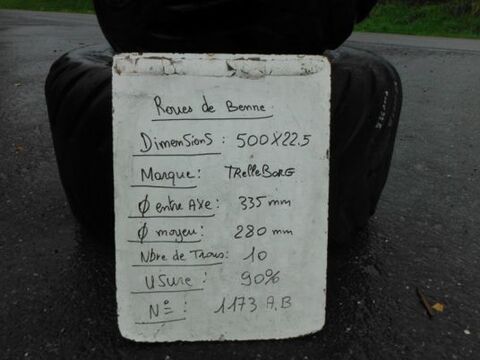 Roues de Benne
Dimensions : 500X22.5
Marque : TRelleBORG
Ø entre AXe : 335 mm
Ø moyeu : 280 mm
Nbre de Trous : 10
USure : 90%
N° : 1173 A.B